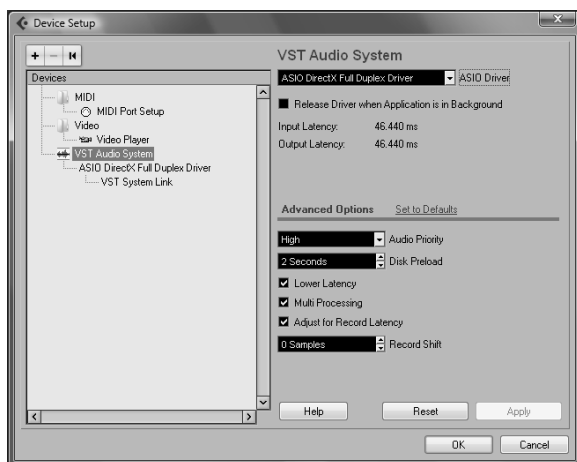 Device Setup
+ −
Devices
MIDI
MIDI Port Setup
Video
Video Player
VST Audio System
ASIO DirectX Full Duplex Driver
VST System Link
VST Audio System
ASIO DirectX Full Duplex Driver ASIO Driver
Release Driver when Application is in Background
Input Latency: 46.440 ms
Output Latency: 46.440 ms
Advanced Options Set to Defaults
High Audio Priority
2 Seconds Disk Preload
Lower Latency
Multi Processing
Adjust for Record Latency
0 Samples Record Shift
Help Reset Apply
OK Cancel